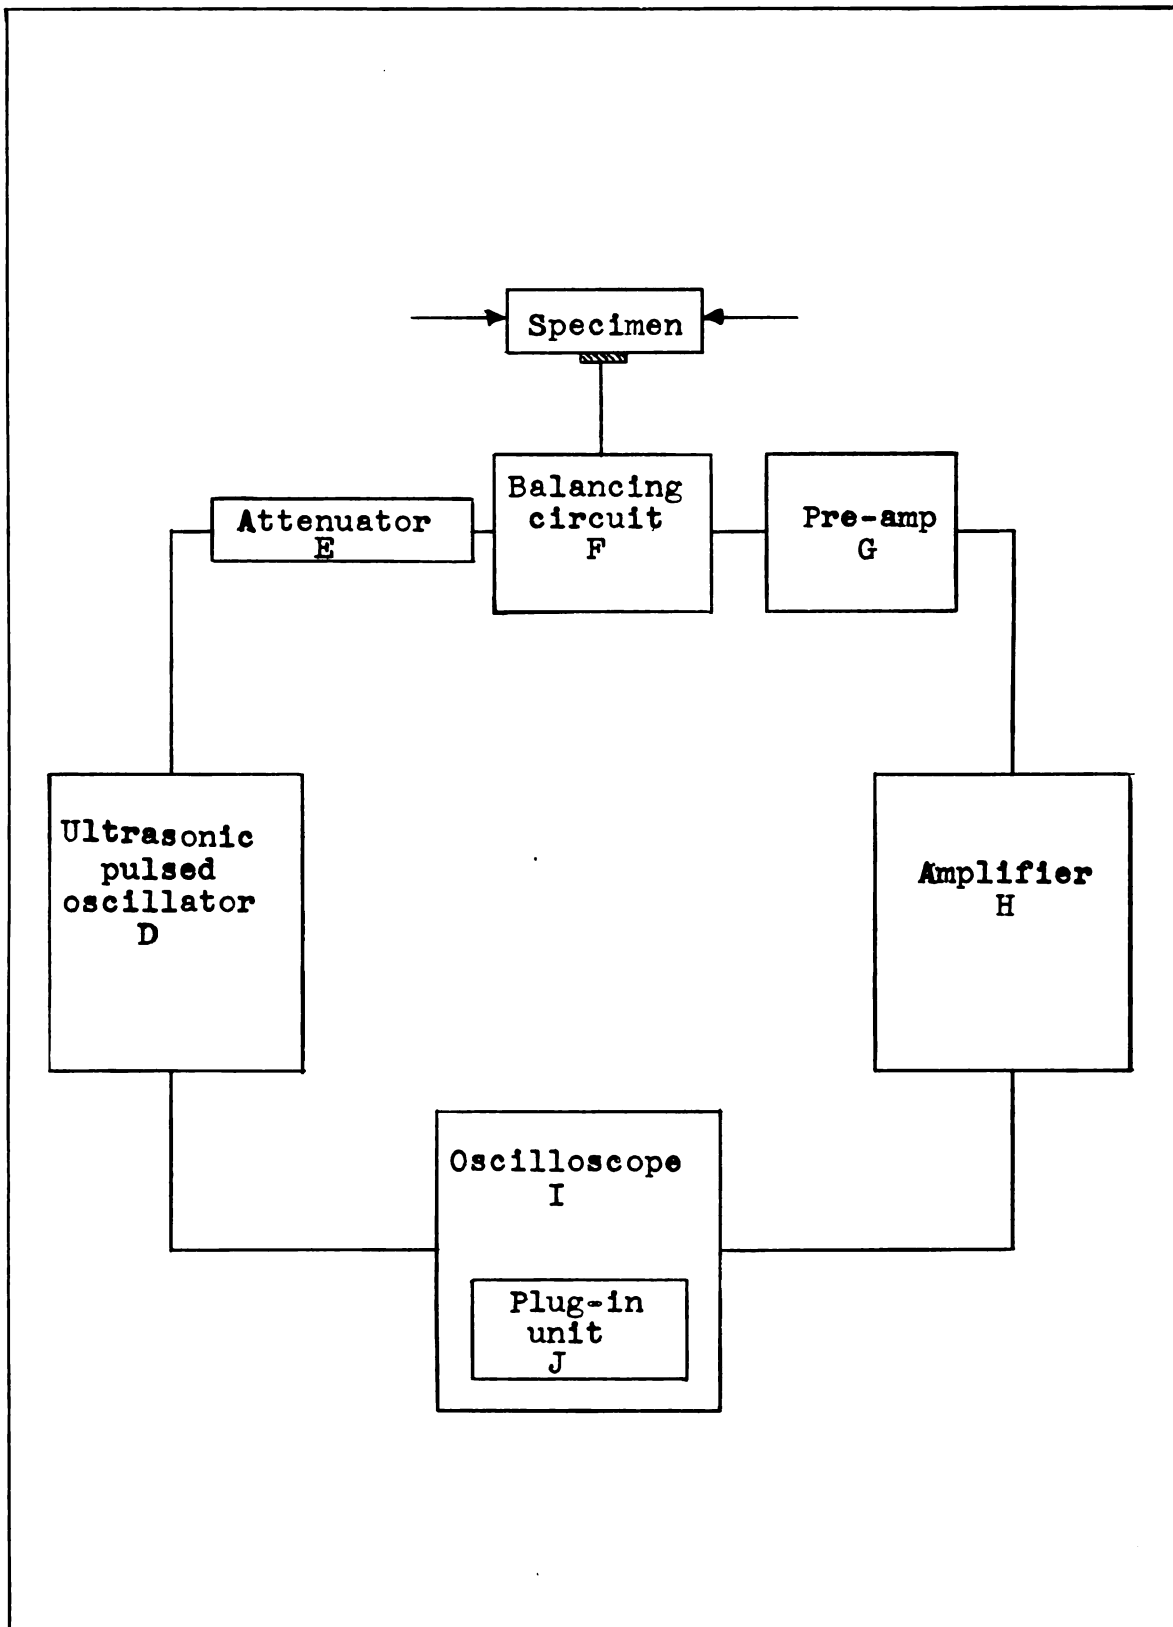 Specimen
Balancing
circuit
F
Attenuator
E
Pre-amp
G
Ultrasonic
pulsed
oscillator
D
Amplifier
H
Oscilloscope
I
Plug-in
unit
J